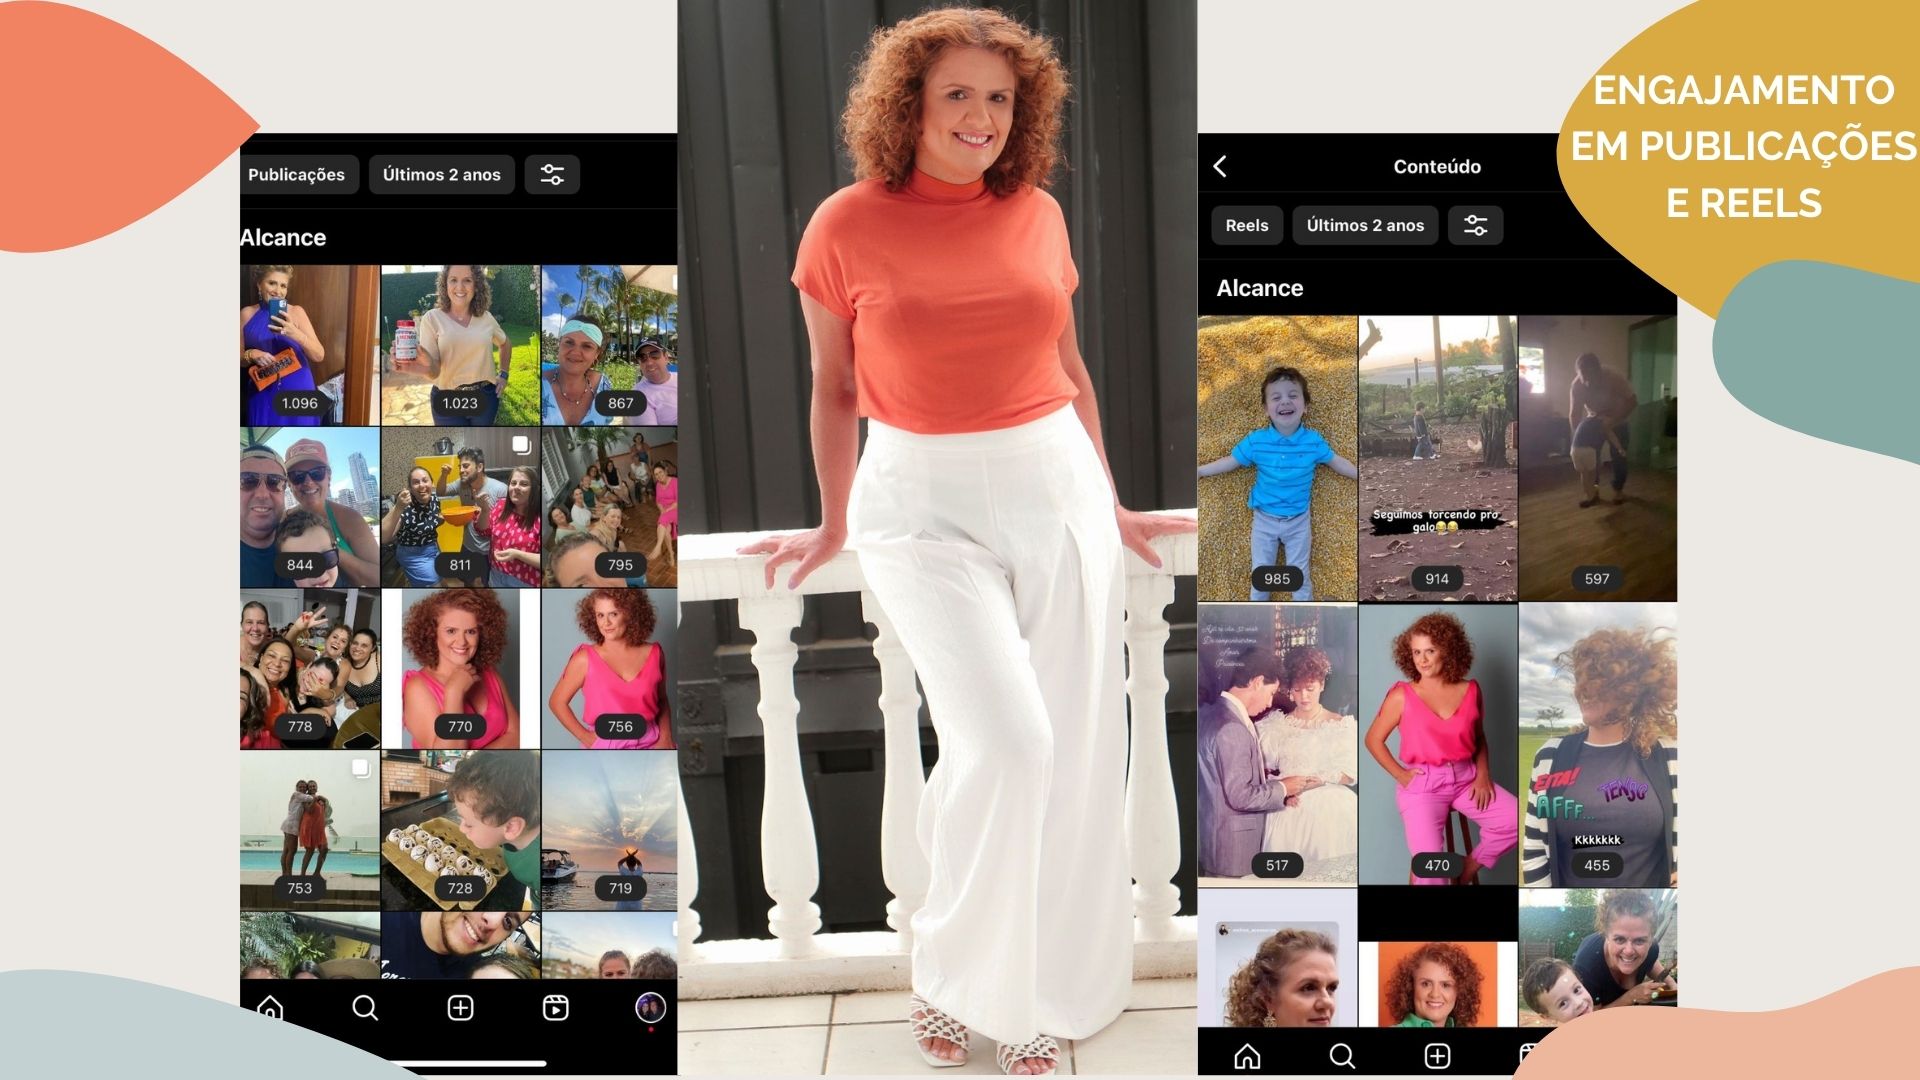 ENGAJAMENTO
EM PUBLICAÇÕES
E REELS
Publicações
Últimos 2 anos
Alcance
1.096
1.023
867
844
811
795
778
770
756
753
728
719
Conteúdo
Reels
Últimos 2 anos
Alcance
Seguimos torcendo pro
galo😂😂
985
914
597
EITA!
AFFF...
TENSO
Kkkkkkk
517
470
455